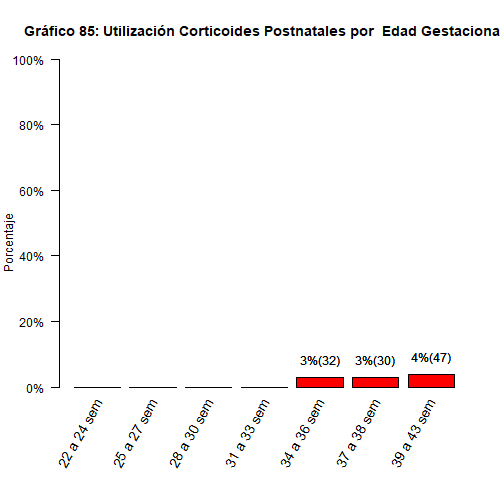 Gráfico 85: Utilización Corticoides Postnatales por  Edad Gestaciona
100%
80%
60%
40%
20%
0%
Porcentaje
3%(32)
3%(30)
4%(47)
22 a 24 sem
25 a 27 sem
28 a 30 sem
31 a 33 sem
34 a 36 sem
37 a 38 sem
39 a 43 sem